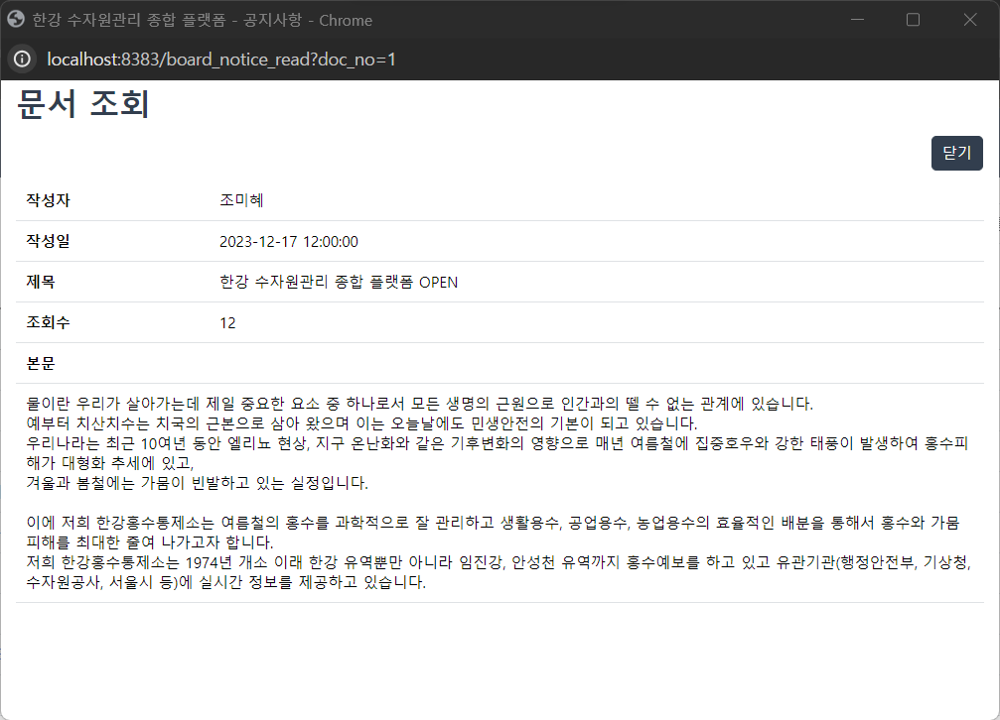 한강 수자원관리 종합 플랫폼 - 공지사항 - Chrome
localhost:8383/board_notice_read?doc_no=1
문서 조회
닫기
작성자 조미혜
작성일 2023-12-17 12:00:00
제목 한강 수자원관리 종합 플랫폼 OPEN
조회수 12
본문
물이란 우리가 살아가는데 제일 중요한 요소 중 하나로서 모든 생명의 근원으로 인간과의 뗄 수 없는 관계에 있습니다.
예부터 치산치수는 치국의 근본으로 삼아 왔으며 이는 오늘날에도 민생안전의 기본이 되고 있습니다.
우리나라는 최근 10여년 동안 엘리뇨 현상, 지구 온난화와 같은 기후변화의 영향으로 매년 여름철에 집중호우와 강한 태풍이 발생하여 홍수피
해가 대형화 추세에 있고,
겨울과 봄철에는 가뭄이 빈발하고 있는 실정입니다.
이에 저희 한강홍수통제소는 여름철의 홍수를 과학적으로 잘 관리하고 생활용수, 공업용수, 농업용수의 효율적인 배분을 통해서 홍수와 가뭄
피해를 최대한 줄여 나가고자 합니다.
저희 한강홍수통제소는 1974년 개소 이래 한강 유역뿐만 아니라 임진강, 안성천 유역까지 홍수예보를 하고 있고 유관기관(행정안전부, 기상청,
수자원공사, 서울시 등)에 실시간 정보를 제공하고 있습니다.